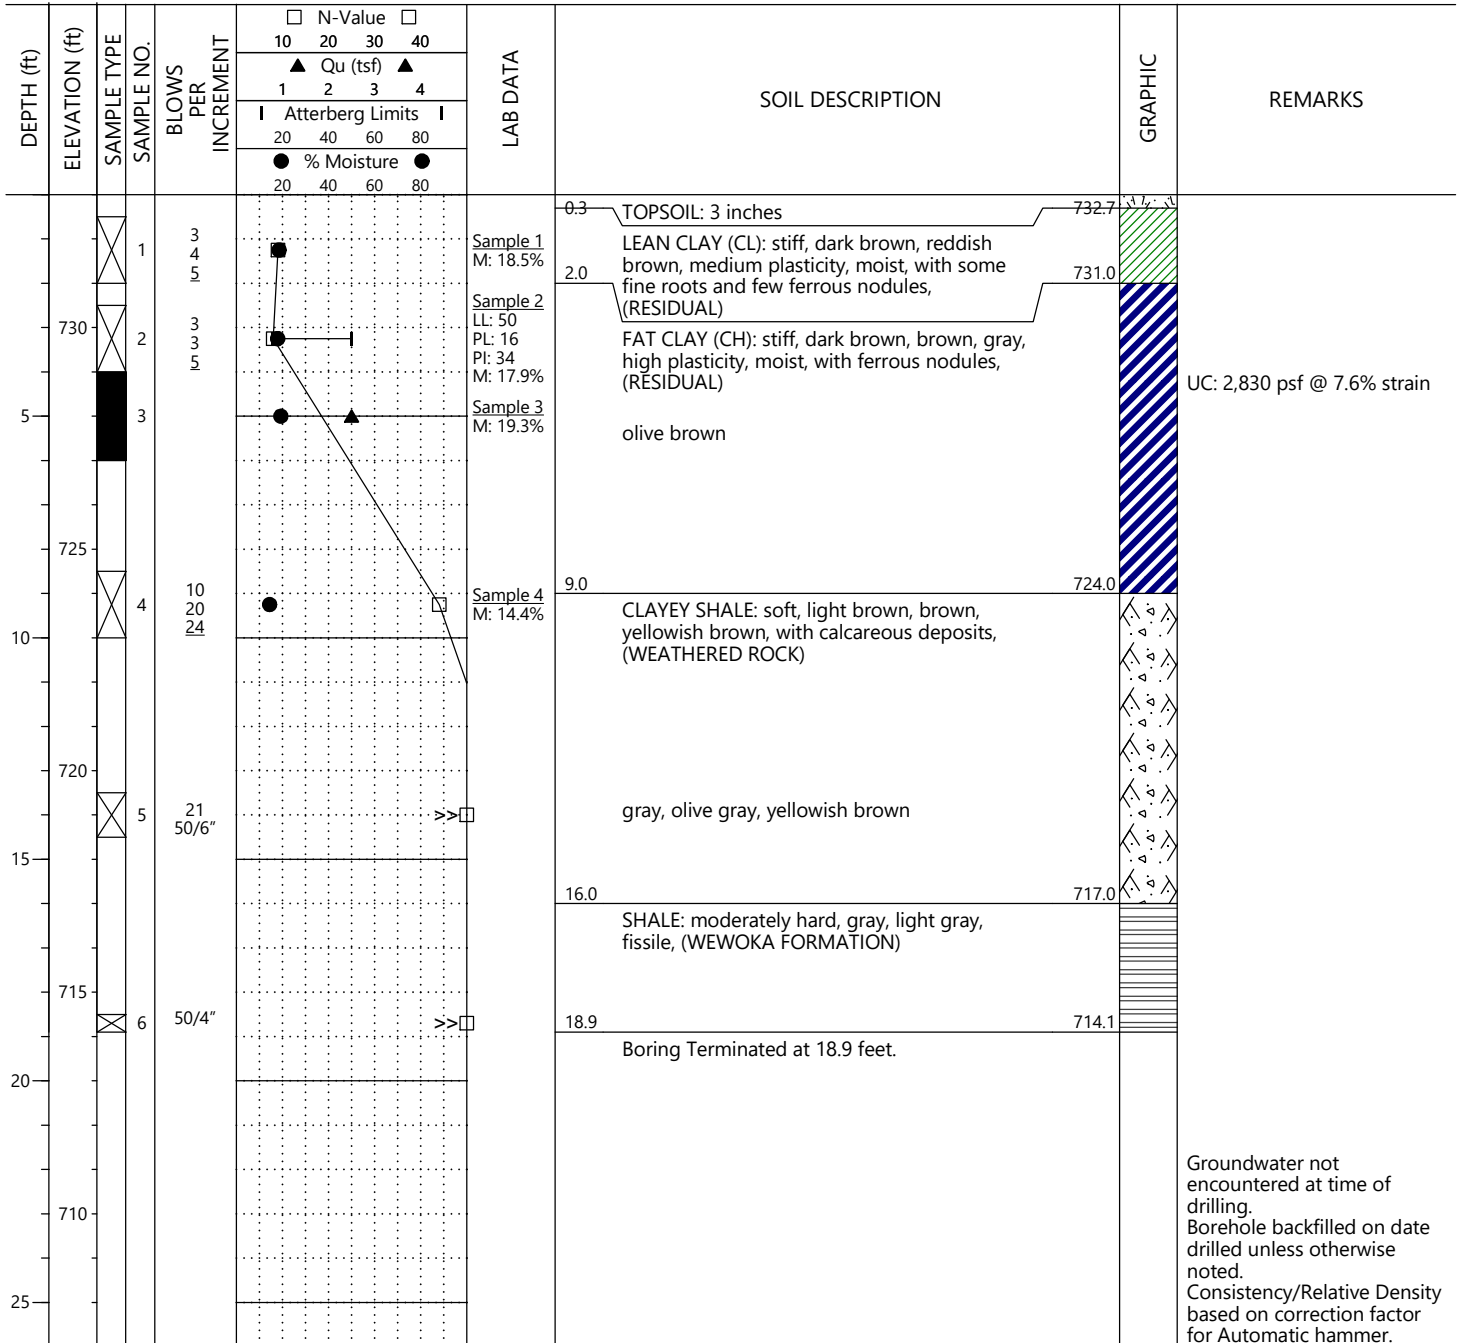 DEPTH (ft)
ELEVATION (ft)
SAMPLE TYPE
SAMPLE NO.
BLOWS
PER
INCREMENT
N-Value
10 20 30 40
Qu (tsf)
1 2 3 4
Atterberg Limits
20 40 60 80
% Moisture
20 40 60 80
LAB DATA
SOIL DESCRIPTION
GRAPHIC
REMARKS
0.3 TOPSOIL: 3 inches 732.7
1
3
4
5
Sample 1
M: 18.5%
LEAN CLAY (CL): stiff, dark brown, reddish
brown, medium plasticity, moist, with some
fine roots and few ferrous nodules,
(RESIDUAL)
2.0 731.0
730
2
3
3
5
Sample 2
LL: 50
PL: 16
PI: 34
M: 17.9%
FAT CLAY (CH): stiff, dark brown, brown, gray,
high plasticity, moist, with ferrous nodules,
(RESIDUAL)
UC: 2,830 psf @ 7.6% strain
5
3
Sample 3
M: 19.3%
olive brown
725
9.0 724.0
4
10
20
24
Sample 4
M: 14.4%
CLAYEY SHALE: soft, light brown, brown,
yellowish brown, with calcareous deposits,
(WEATHERED ROCK)
10
720
5
21
50/6"
>>
gray, olive gray, yellowish brown
15
16.0 717.0
SHALE: moderately hard, gray, light gray,
fissile, (WEWOKA FORMATION)
715
6
50/4"
>>
18.9 714.1
Boring Terminated at 18.9 feet.
20
710
25
Groundwater not
encountered at time of
drilling.
Borehole backfilled on date
drilled unless otherwise
noted.
Consistency/Relative Density
based on correction factor
for Automatic hammer.